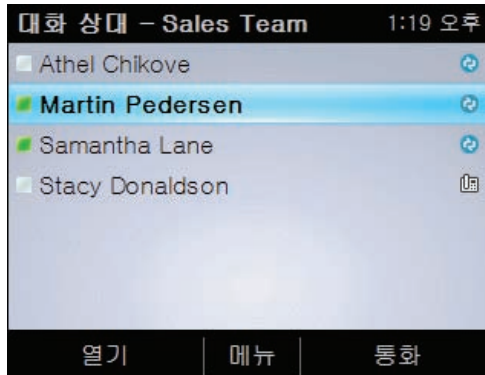 대화 상대 – Sales Team 1:19 오후
Athel Chikove
Martin Pedersen
Samantha Lane
Stacy Donaldson
열기 메뉴 통화